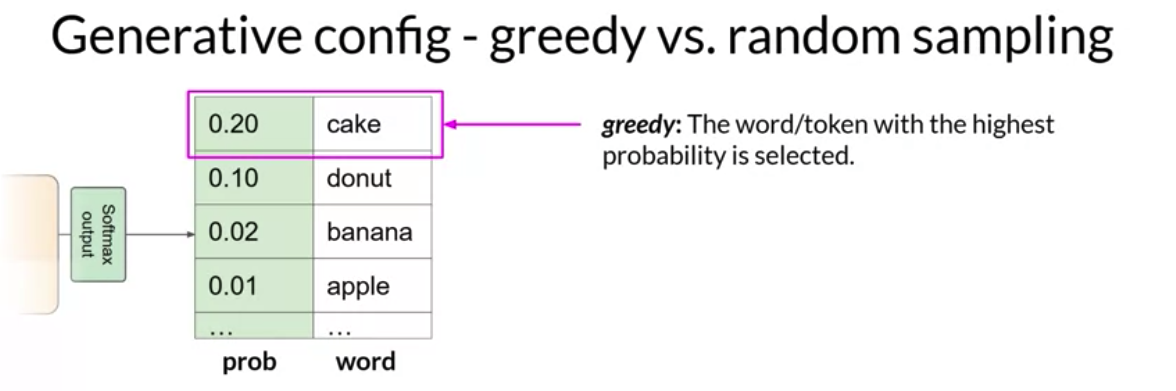 Generative config - greedy vs. random sampling
0.20 cake
greedy: The word/token with the highest
probability is selected.
0.10 donut
Softmax
output
0.02 banana
0.01 apple
... ...
prob word